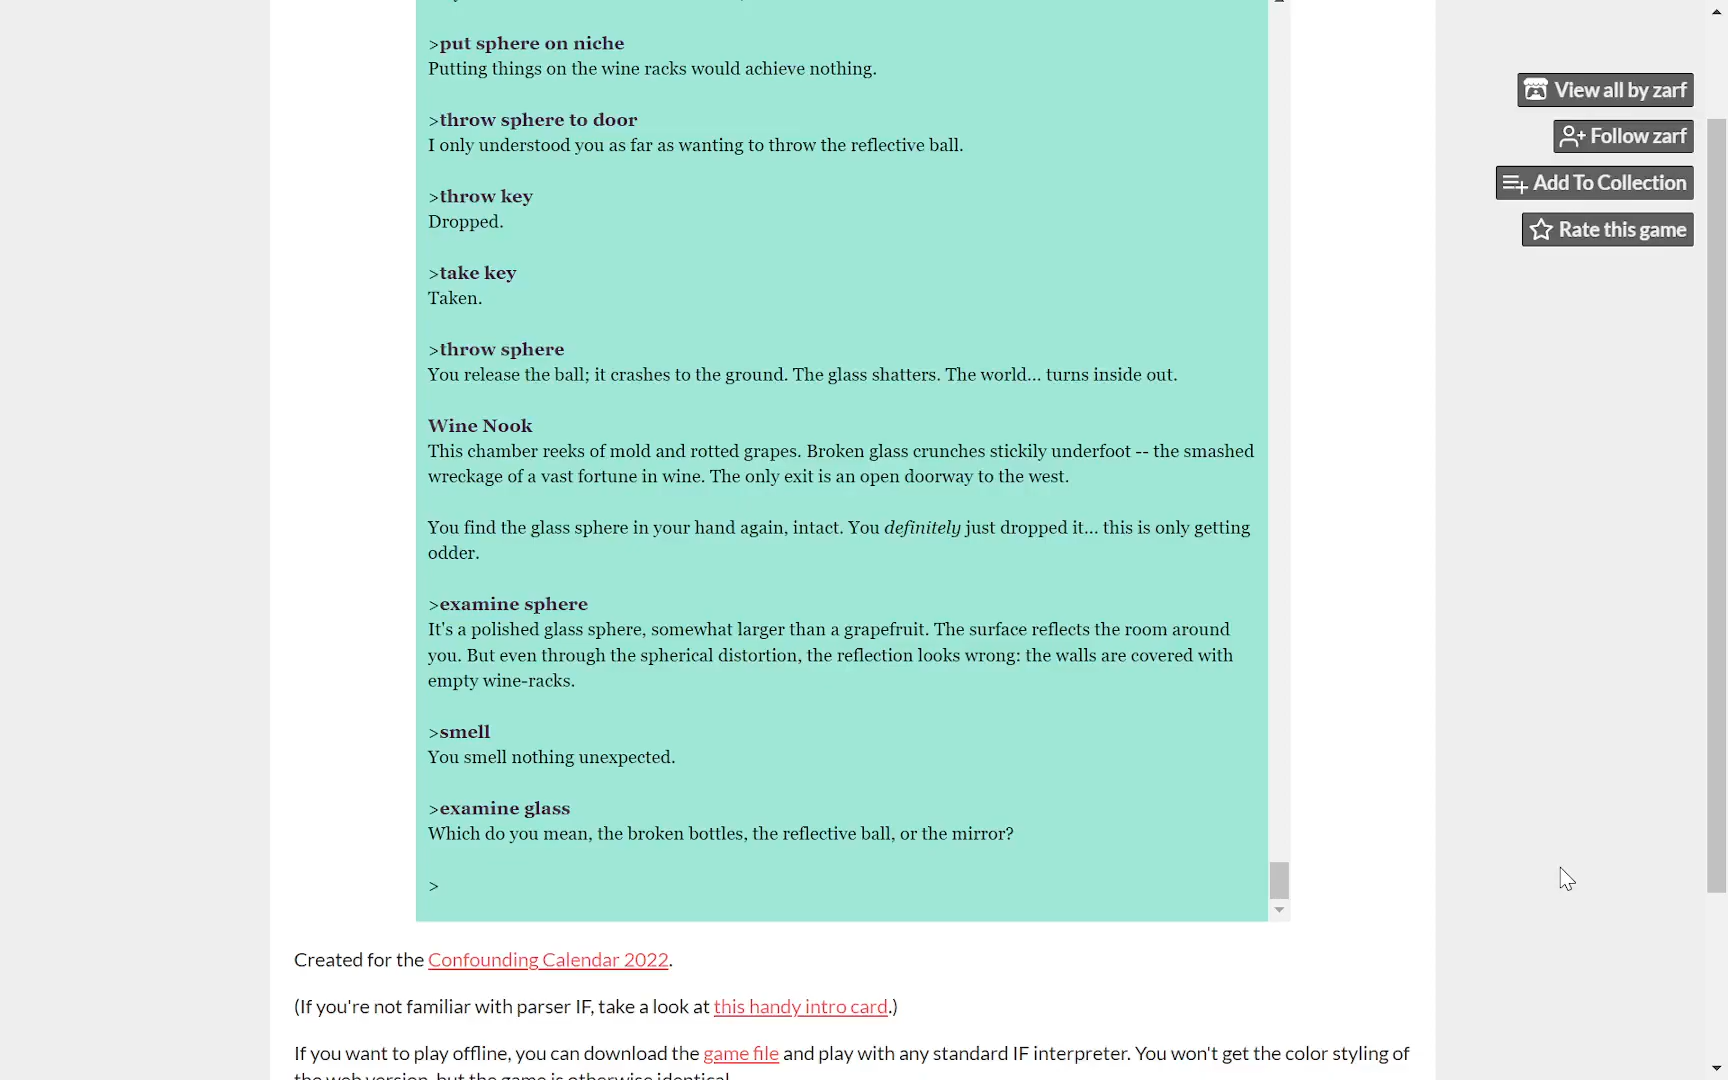 >put sphere on niche
Putting things on the wine racks would achieve nothing.
>throw sphere to door
I only understood you as far as wanting to throw the reflective ball.
>throw key
Dropped.
>take key
Taken.
>throw sphere
You release the ball; it crashes to the ground. The glass shatters. The world... turns inside out.
Wine Nook
This chamber reeks of mold and rotted grapes. Broken glass crunches stickily underfoot -- the smashed
wreckage of a vast fortune in wine. The only exit is an open doorway to the west.
You find the glass sphere in your hand again, intact. You definitely just dropped it... this is only getting
odder.
>examine sphere
It's a polished glass sphere, somewhat larger than a grapefruit. The surface reflects the room around
you. But even through the spherical distortion, the reflection looks wrong: the walls are covered with
empty wine-racks.
>smell
You smell nothing unexpected.
>examine glass
Which do you mean, the broken bottles, the reflective ball, or the mirror?
>
View all by zarf
Follow zarf
Add To Collection
Rate this game
Created for the Confounding Calendar 2022.
(If you're not familiar with parser IF, take a look at this handy intro card.)
If you want to play offline, you can download the game file and play with any standard IF interpreter. You won't get the color styling of
the web version, but the game is otherwise identical.